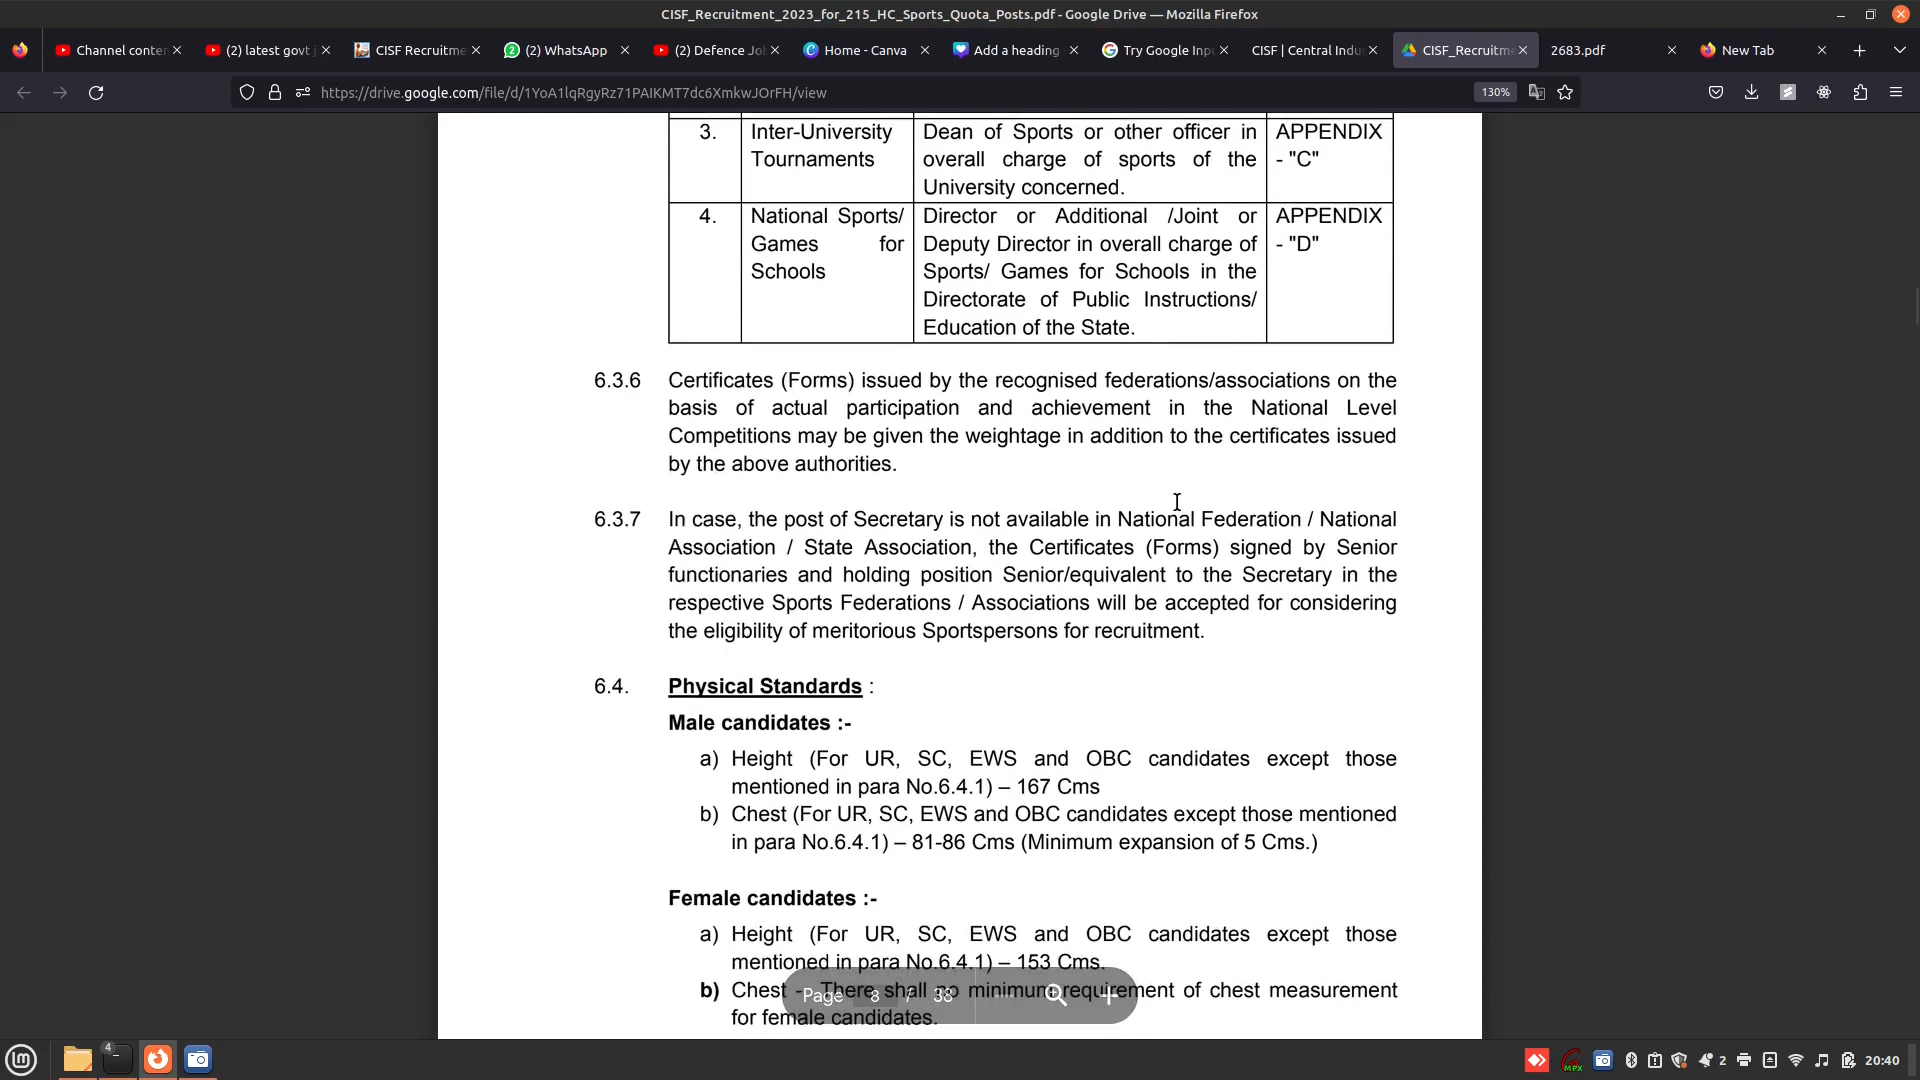 CISF_Recruitment_2023_for_215_HC_Sports_Quota_Posts.pdf - Google Drive — Mozilla Firefox
Channel conten
(2) latest govt j
CISF Recruitme
(2) WhatsApp
(2) Defence Jo
Home - Canva
Add a heading
Try Google Inp
CISF | Central Indus
CISF_Recruitm
2683.pdf
New Tab
https://drive.google.com/file/d/1YoA1lqRgyRz71PAIKMT7dc6XmkwJOrFH/view
130%
3.
Inter-University
Tournaments
Dean of Sports or other officer in
overall charge of sports of the
University concerned.
APPENDIX
- "C"
4.
National Sports/
Games for
Schools
Director or Additional /Joint or
Deputy Director in overall charge of
Sports/ Games for Schools in the
Directorate of Public Instructions/
Education of the State.
APPENDIX
- "D"
6.3.6 Certificates (Forms) issued by the recognised federations/associations on the
basis of actual participation and achievement in the National Level
Competitions may be given the weightage in addition to the certificates issued
by the above authorities.
6.3.7 In case, the post of Secretary is not available in National Federation / National
Association / State Association, the Certificates (Forms) signed by Senior
functionaries and holding position Senior/equivalent to the Secretary in the
respective Sports Federations / Associations will be accepted for considering
the eligibility of meritorious Sportspersons for recruitment.
6.4. Physical Standards :
Male candidates :-
a) Height (For UR, SC, EWS and OBC candidates except those
mentioned in para No.6.4.1) – 167 Cms
b) Chest (For UR, SC, EWS and OBC candidates except those mentioned
in para No.6.4.1) – 81-86 Cms (Minimum expansion of 5 Cms.)
Female candidates :-
a) Height (For UR, SC, EWS and OBC candidates except those
mentioned in para No.6.4.1) – 153 Cms.
b) Chest - There shall no minimum requirement of chest measurement
for female candidates.
Page 8 / 38
4
2
20:40